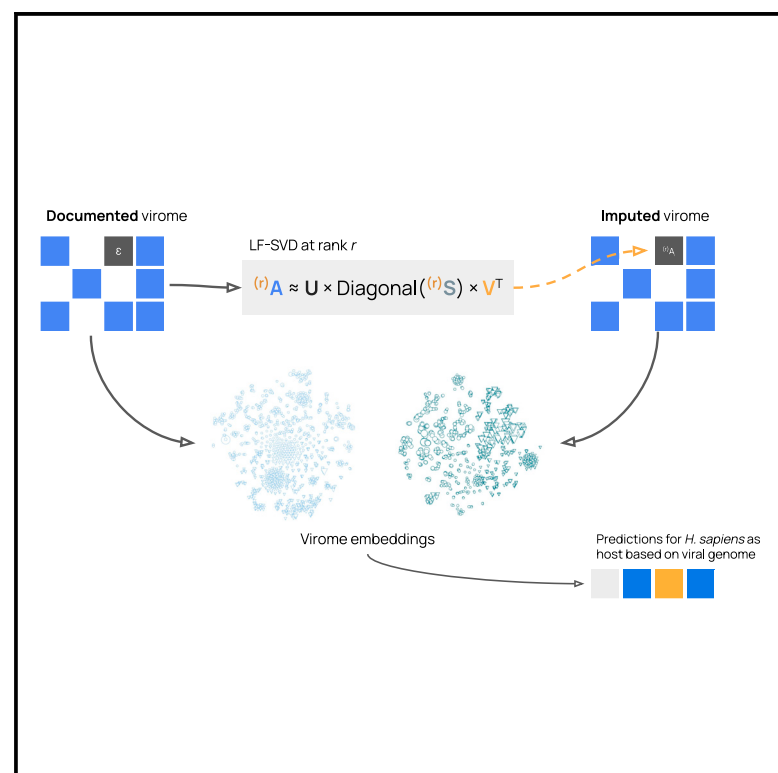 Documented virome
Imputed virome
ε
LF-SVD at rank r
(r)A ≈ U × Diagonal((r)S) × VT
(r)A
Virome embeddings
Predictions for H. sapiens as
host based on viral genome